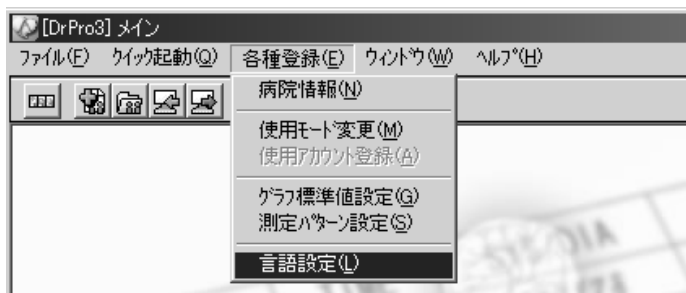 [DrPro3] メイン
ファイル(F) クイック起動(Q) 各種登録(E) ウィンドウ(W) ヘルプ(H)
病院情報(N)
使用モード変更(M)
使用アカウント登録(A)
グラフ標準値設定(G)
測定パターン設定(S)
言語設定(L)